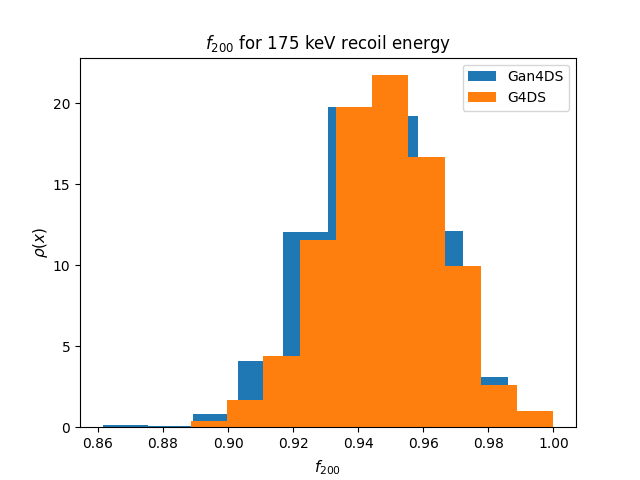 f₂₀₀ for 175 keV recoil energy
Gan4DS
G4DS
20
15
10
5
0
ρ(x)
0.86 0.88 0.90 0.92 0.94 0.96 0.98 1.00
f₂₀₀